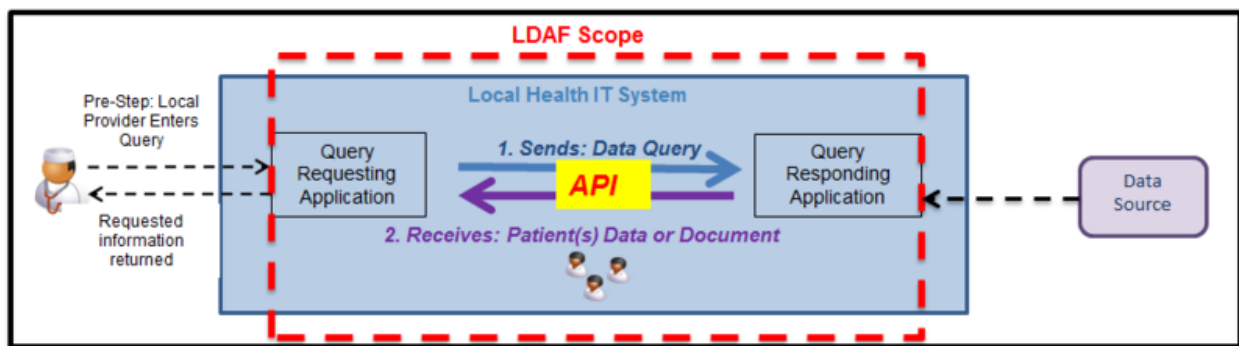 LDAF Scope
Local Health IT System
Pre-Step: Local
Provider Enters
Query
Query
Requesting
Application
1. Sends: Data Query
API
Query
Responding
Application
Data
Source
Requested
information
returned
2. Receives: Patient(s) Data or Document